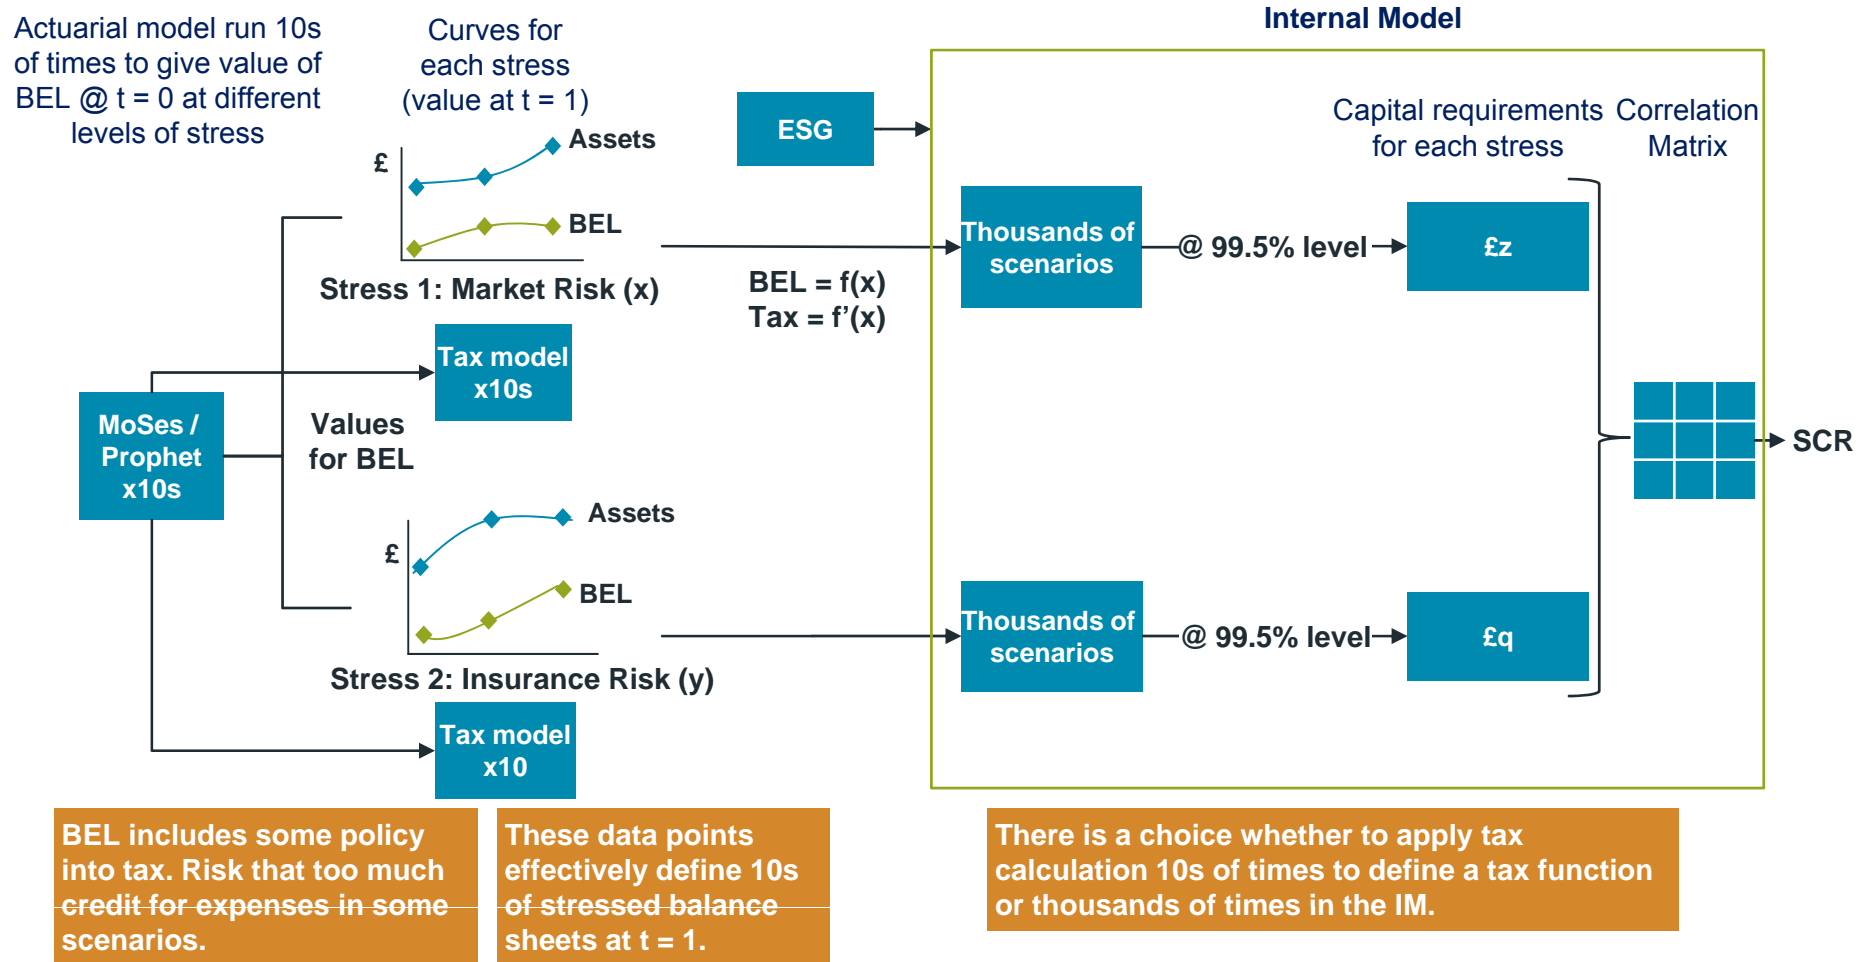 Internal Model
Actuarial model run 10s
of times to give value of
BEL @ t = 0 at different
levels of stress
Curves for
each stress
(value at t = 1)
£
Assets
BEL
Stress 1: Market Risk (x)
ESG
BEL = f(x)
Tax = f’(x)
Capital requirements
for each stress
Correlation
Matrix
Thousands of
scenarios
@ 99.5% level
£z
Tax model
x10s
MoSes /
Prophet
x10s
Values
for BEL
SCR
£
Assets
BEL
Stress 2: Insurance Risk (y)
Thousands of
scenarios
@ 99.5% level
£q
Tax model
x10
BEL includes some policy
into tax. Risk that too much
credit for expenses in some
scenarios.
These data points
effectively define 10s
of stressed balance
sheets at t = 1.
There is a choice whether to apply tax
calculation 10s of times to define a tax function
or thousands of times in the IM.